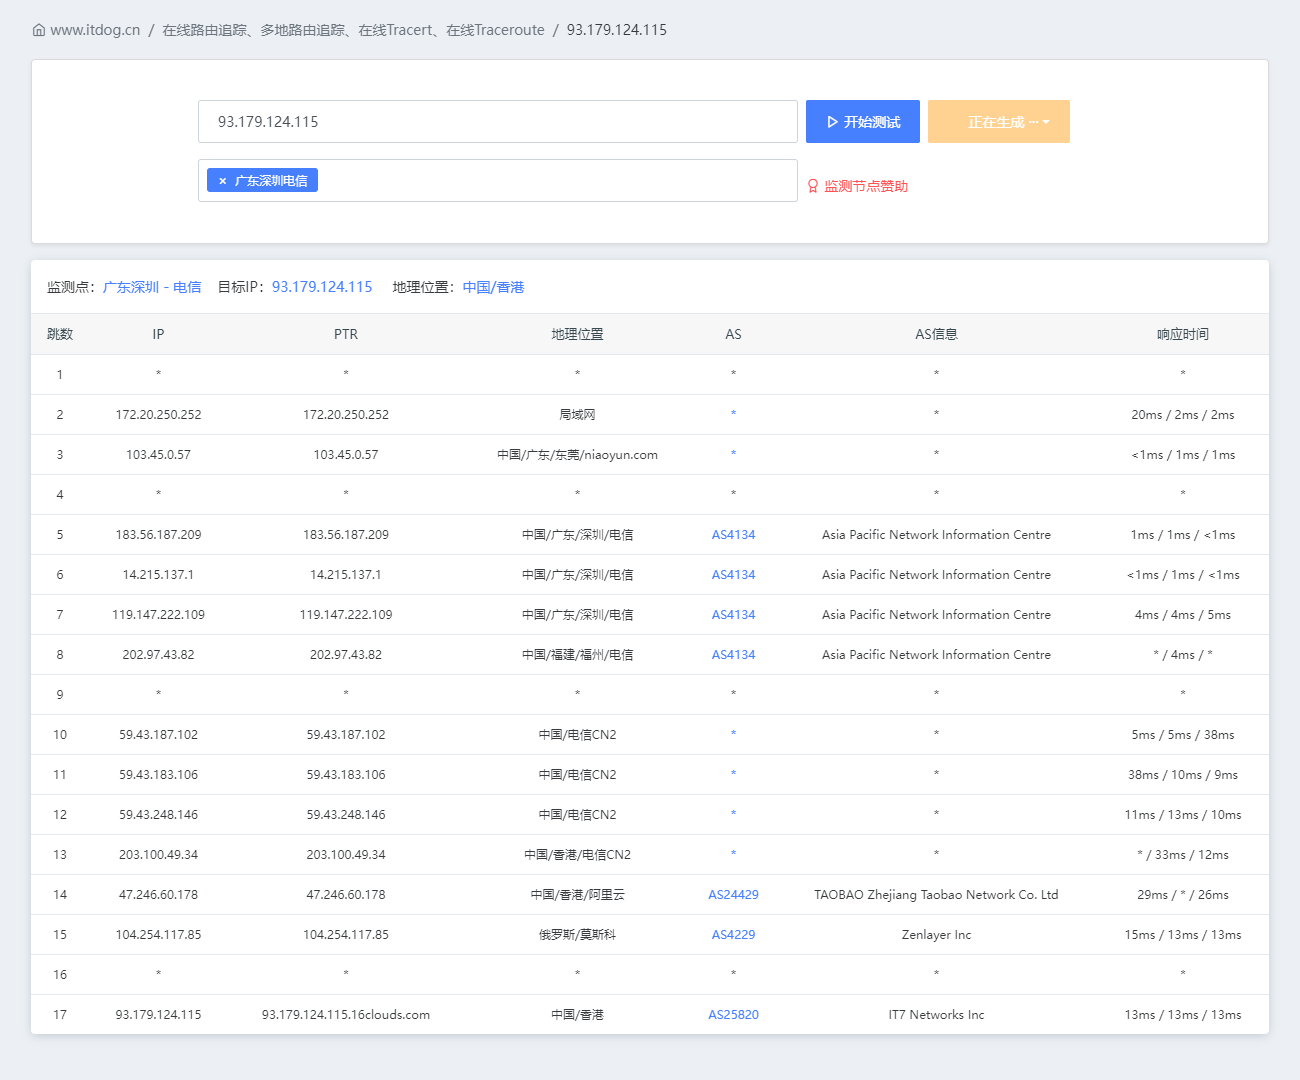 www.itdog.cn / 在线路由追踪、多地路由追踪、在线Tracert、在线Traceroute / 93.179.124.115
93.179.124.115 开始测试 正在生成 ···
× 广东深圳电信 监测节点赞助
监测点：广东深圳 - 电信 目标IP：93.179.124.115 地理位置：中国/香港
跳数 IP PTR 地理位置 AS AS信息 响应时间
1 * * * * * *
2 172.20.250.252 172.20.250.252 局域网 * * 20ms / 2ms / 2ms
3 103.45.0.57 103.45.0.57 中国/广东/东莞/niaoyun.com * * <1ms / 1ms / 1ms
4 * * * * * *
5 183.56.187.209 183.56.187.209 中国/广东/深圳/电信 AS4134 Asia Pacific Network Information Centre 1ms / 1ms / <1ms
6 14.215.137.1 14.215.137.1 中国/广东/深圳/电信 AS4134 Asia Pacific Network Information Centre <1ms / 1ms / <1ms
7 119.147.222.109 119.147.222.109 中国/广东/深圳/电信 AS4134 Asia Pacific Network Information Centre 4ms / 4ms / 5ms
8 202.97.43.82 202.97.43.82 中国/福建/福州/电信 AS4134 Asia Pacific Network Information Centre * / 4ms / *
9 * * * * * *
10 59.43.187.102 59.43.187.102 中国/电信CN2 * * 5ms / 5ms / 38ms
11 59.43.183.106 59.43.183.106 中国/电信CN2 * * 38ms / 10ms / 9ms
12 59.43.248.146 59.43.248.146 中国/电信CN2 * * 11ms / 13ms / 10ms
13 203.100.49.34 203.100.49.34 中国/香港/电信CN2 * * * / 33ms / 12ms
14 47.246.60.178 47.246.60.178 中国/香港/阿里云 AS24429 TAOBAO Zhejiang Taobao Network Co. Ltd 29ms / * / 26ms
15 104.254.117.85 104.254.117.85 俄罗斯/莫斯科 AS4229 Zenlayer Inc 15ms / 13ms / 13ms
16 * * * * * *
17 93.179.124.115 93.179.124.115.16clouds.com 中国/香港 AS25820 IT7 Networks Inc 13ms / 13ms / 13ms